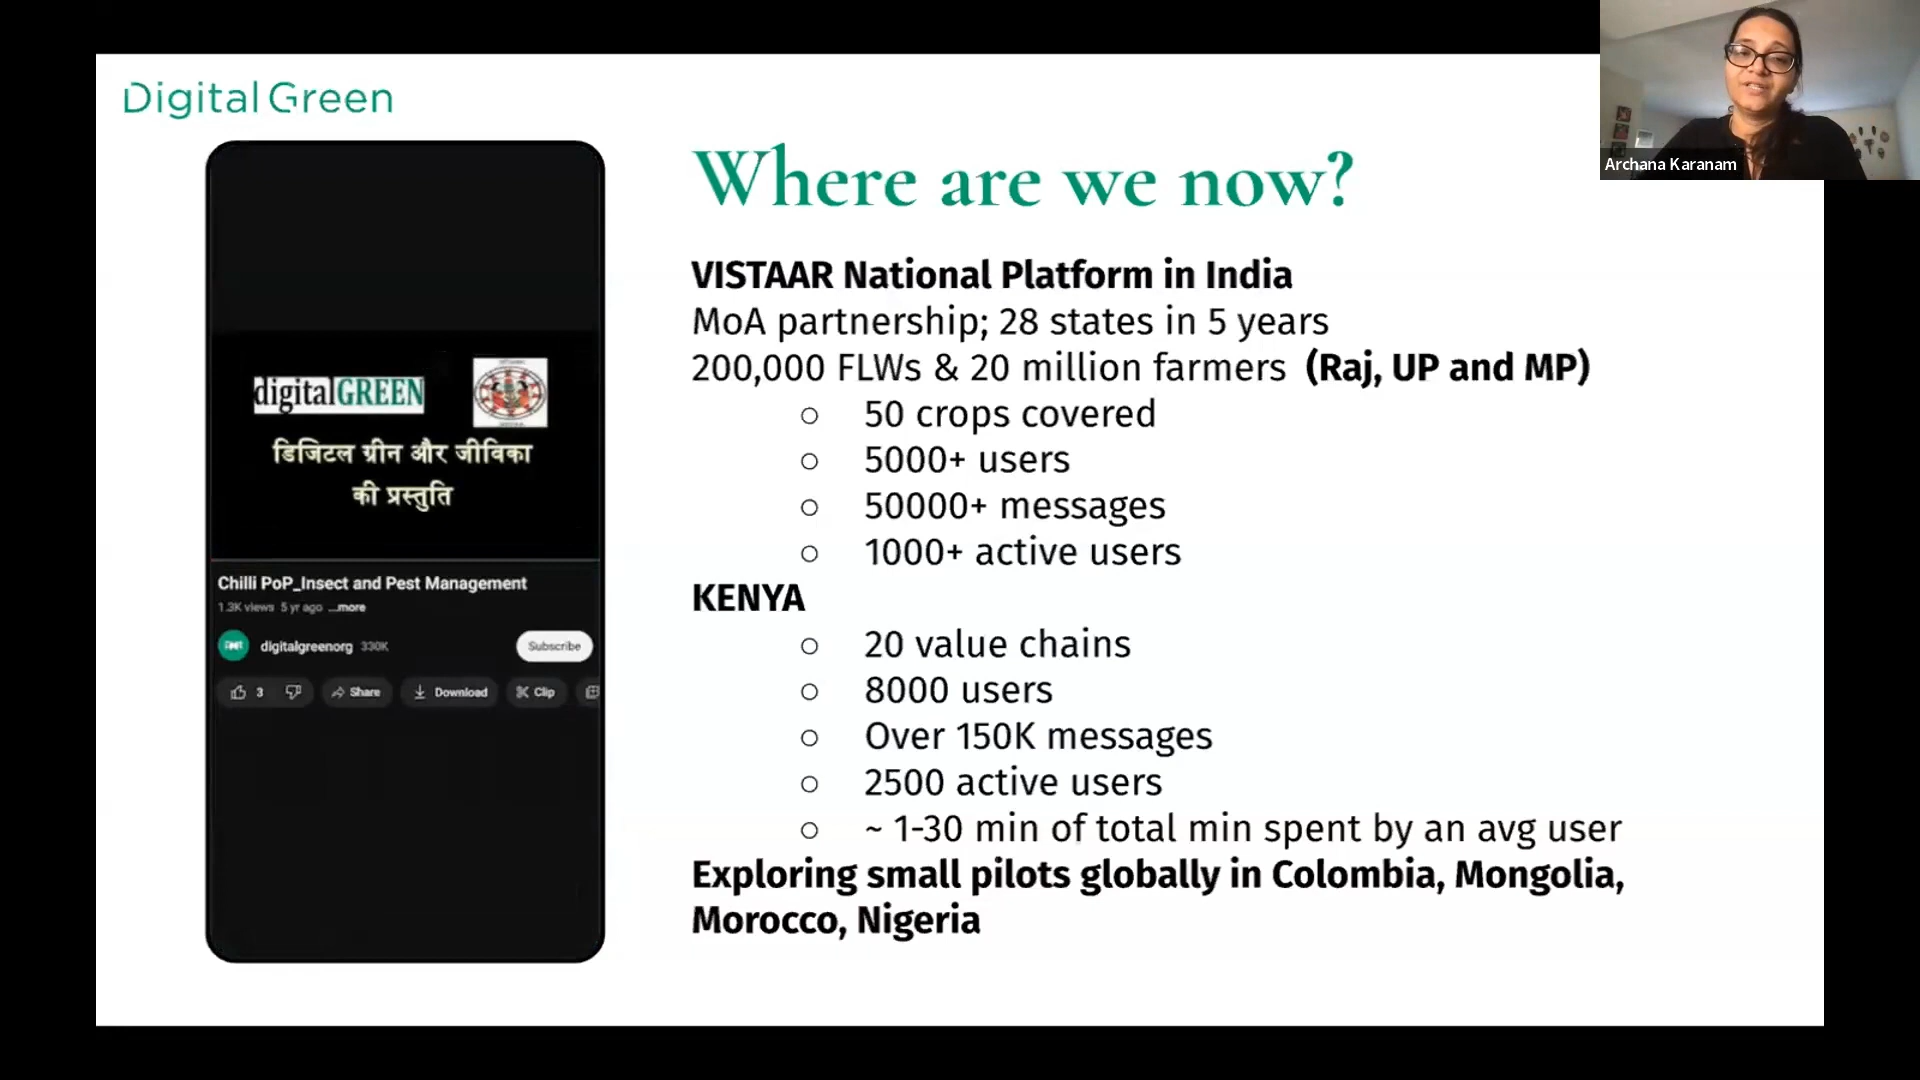 Digital Green
Archana Karanam
Where are we now?
VISTAAR National Platform in India
MoA partnership; 28 states in 5 years
200,000 FLWs & 20 million farmers (Raj, UP and MP)
○ 50 crops covered
○ 5000+ users
○ 50000+ messages
○ 1000+ active users
KENYA
○ 20 value chains
○ 8000 users
○ Over 150K messages
○ 2500 active users
○ ~ 1-30 min of total min spent by an avg user
Exploring small pilots globally in Colombia, Mongolia,
Morocco, Nigeria
digitalGREEN
डिजिटल ग्रीन और जीविका
की प्रस्तुति
Chilli PoP_Insect and Pest Management
1.3K views 5 yr ago ...more
digitalgreenorg 330K
Subscribe
3 Share Download Clip